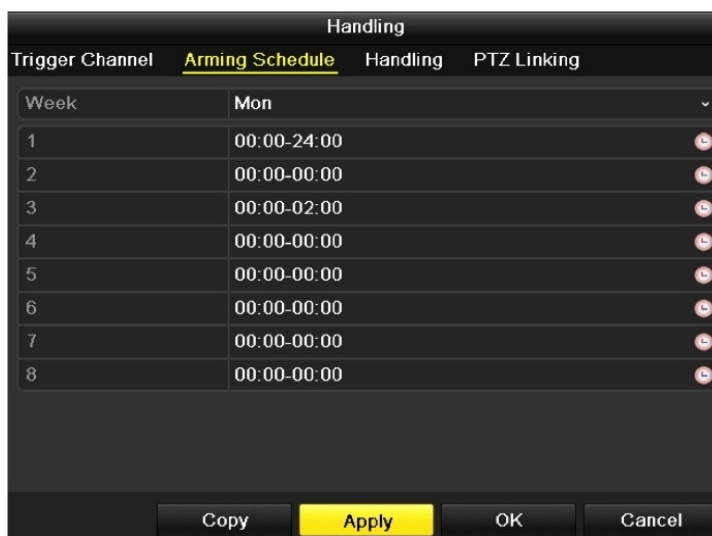 Handling
Trigger Channel Arming Schedule Handling PTZ Linking
Week Mon
1 00:00-24:00
2 00:00-00:00
3 00:00-02:00
4 00:00-00:00
5 00:00-00:00
6 00:00-00:00
7 00:00-00:00
8 00:00-00:00
Copy Apply OK Cancel